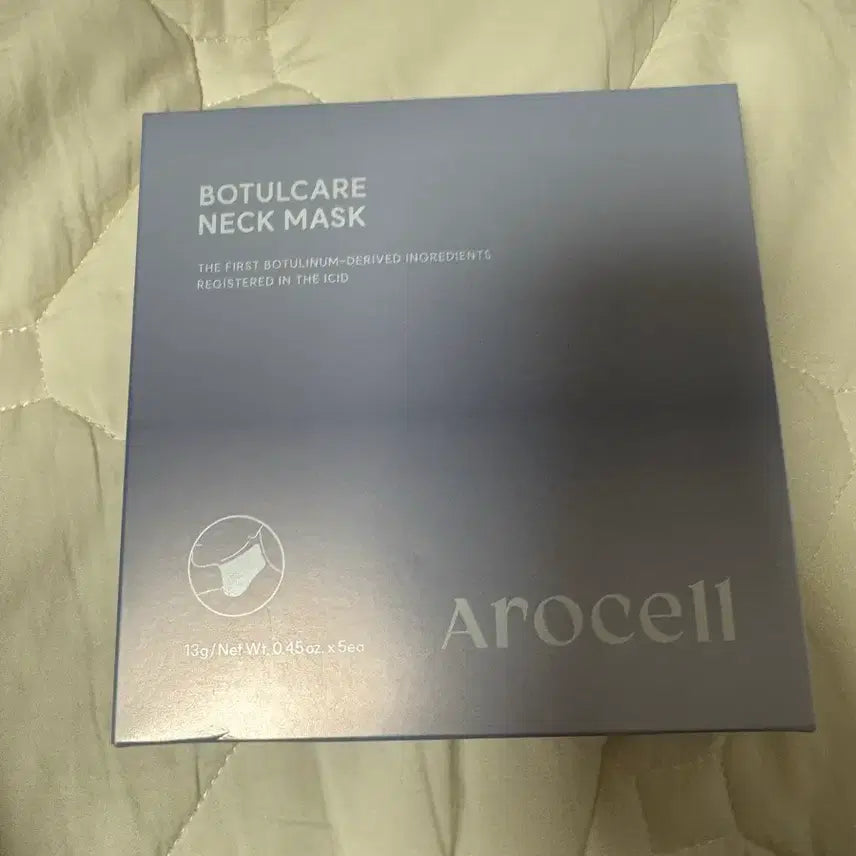 BOTULCARE
NECK MASK
THE FIRST BOTULINUM-DERIVED INGREDIENTS
REGISTERED IN THE ICID
13g/Net Wt. 0.45oz. x 5ea
Arocell